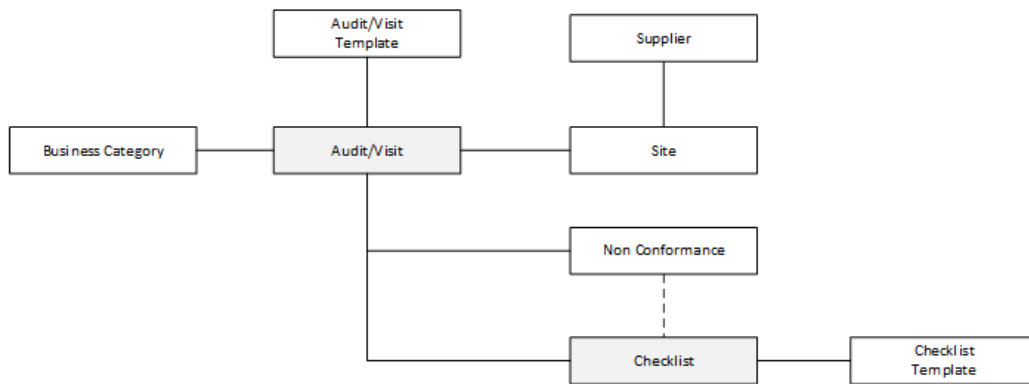 Audit/Visit
Template
Supplier
Business Category
Audit/Visit
Site
Non Conformance
Checklist
Checklist
Template